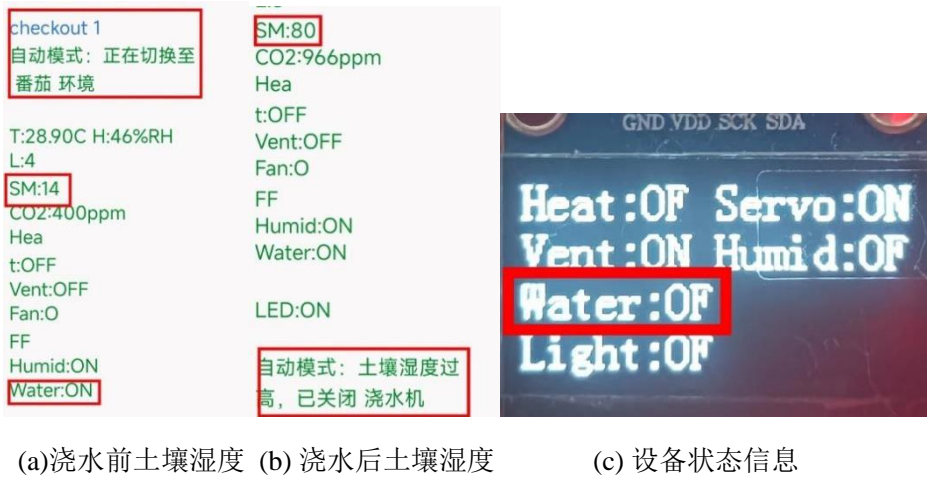 checkout 1
自动模式：正在切换至
番茄 环境
T:28.90C H:46%RH
L:4
SM:14
CO2:400ppm
Hea
t:OFF
Vent:OFF
Fan:O
FF
Humid:ON
Water:ON
SM:80
CO2:966ppm
Hea
t:OFF
Vent:OFF
Fan:O
FF
Humid:ON
Water:ON
LED:ON
自动模式：土壤湿度过
高，已关闭 浇水机
GND VDD SCK SDA
Heat:OF Servo:ON
Vent:ON Humid:OF
Water:OF
Light:OF
(a)浇水前土壤湿度 (b) 浇水后土壤湿度 (c) 设备状态信息